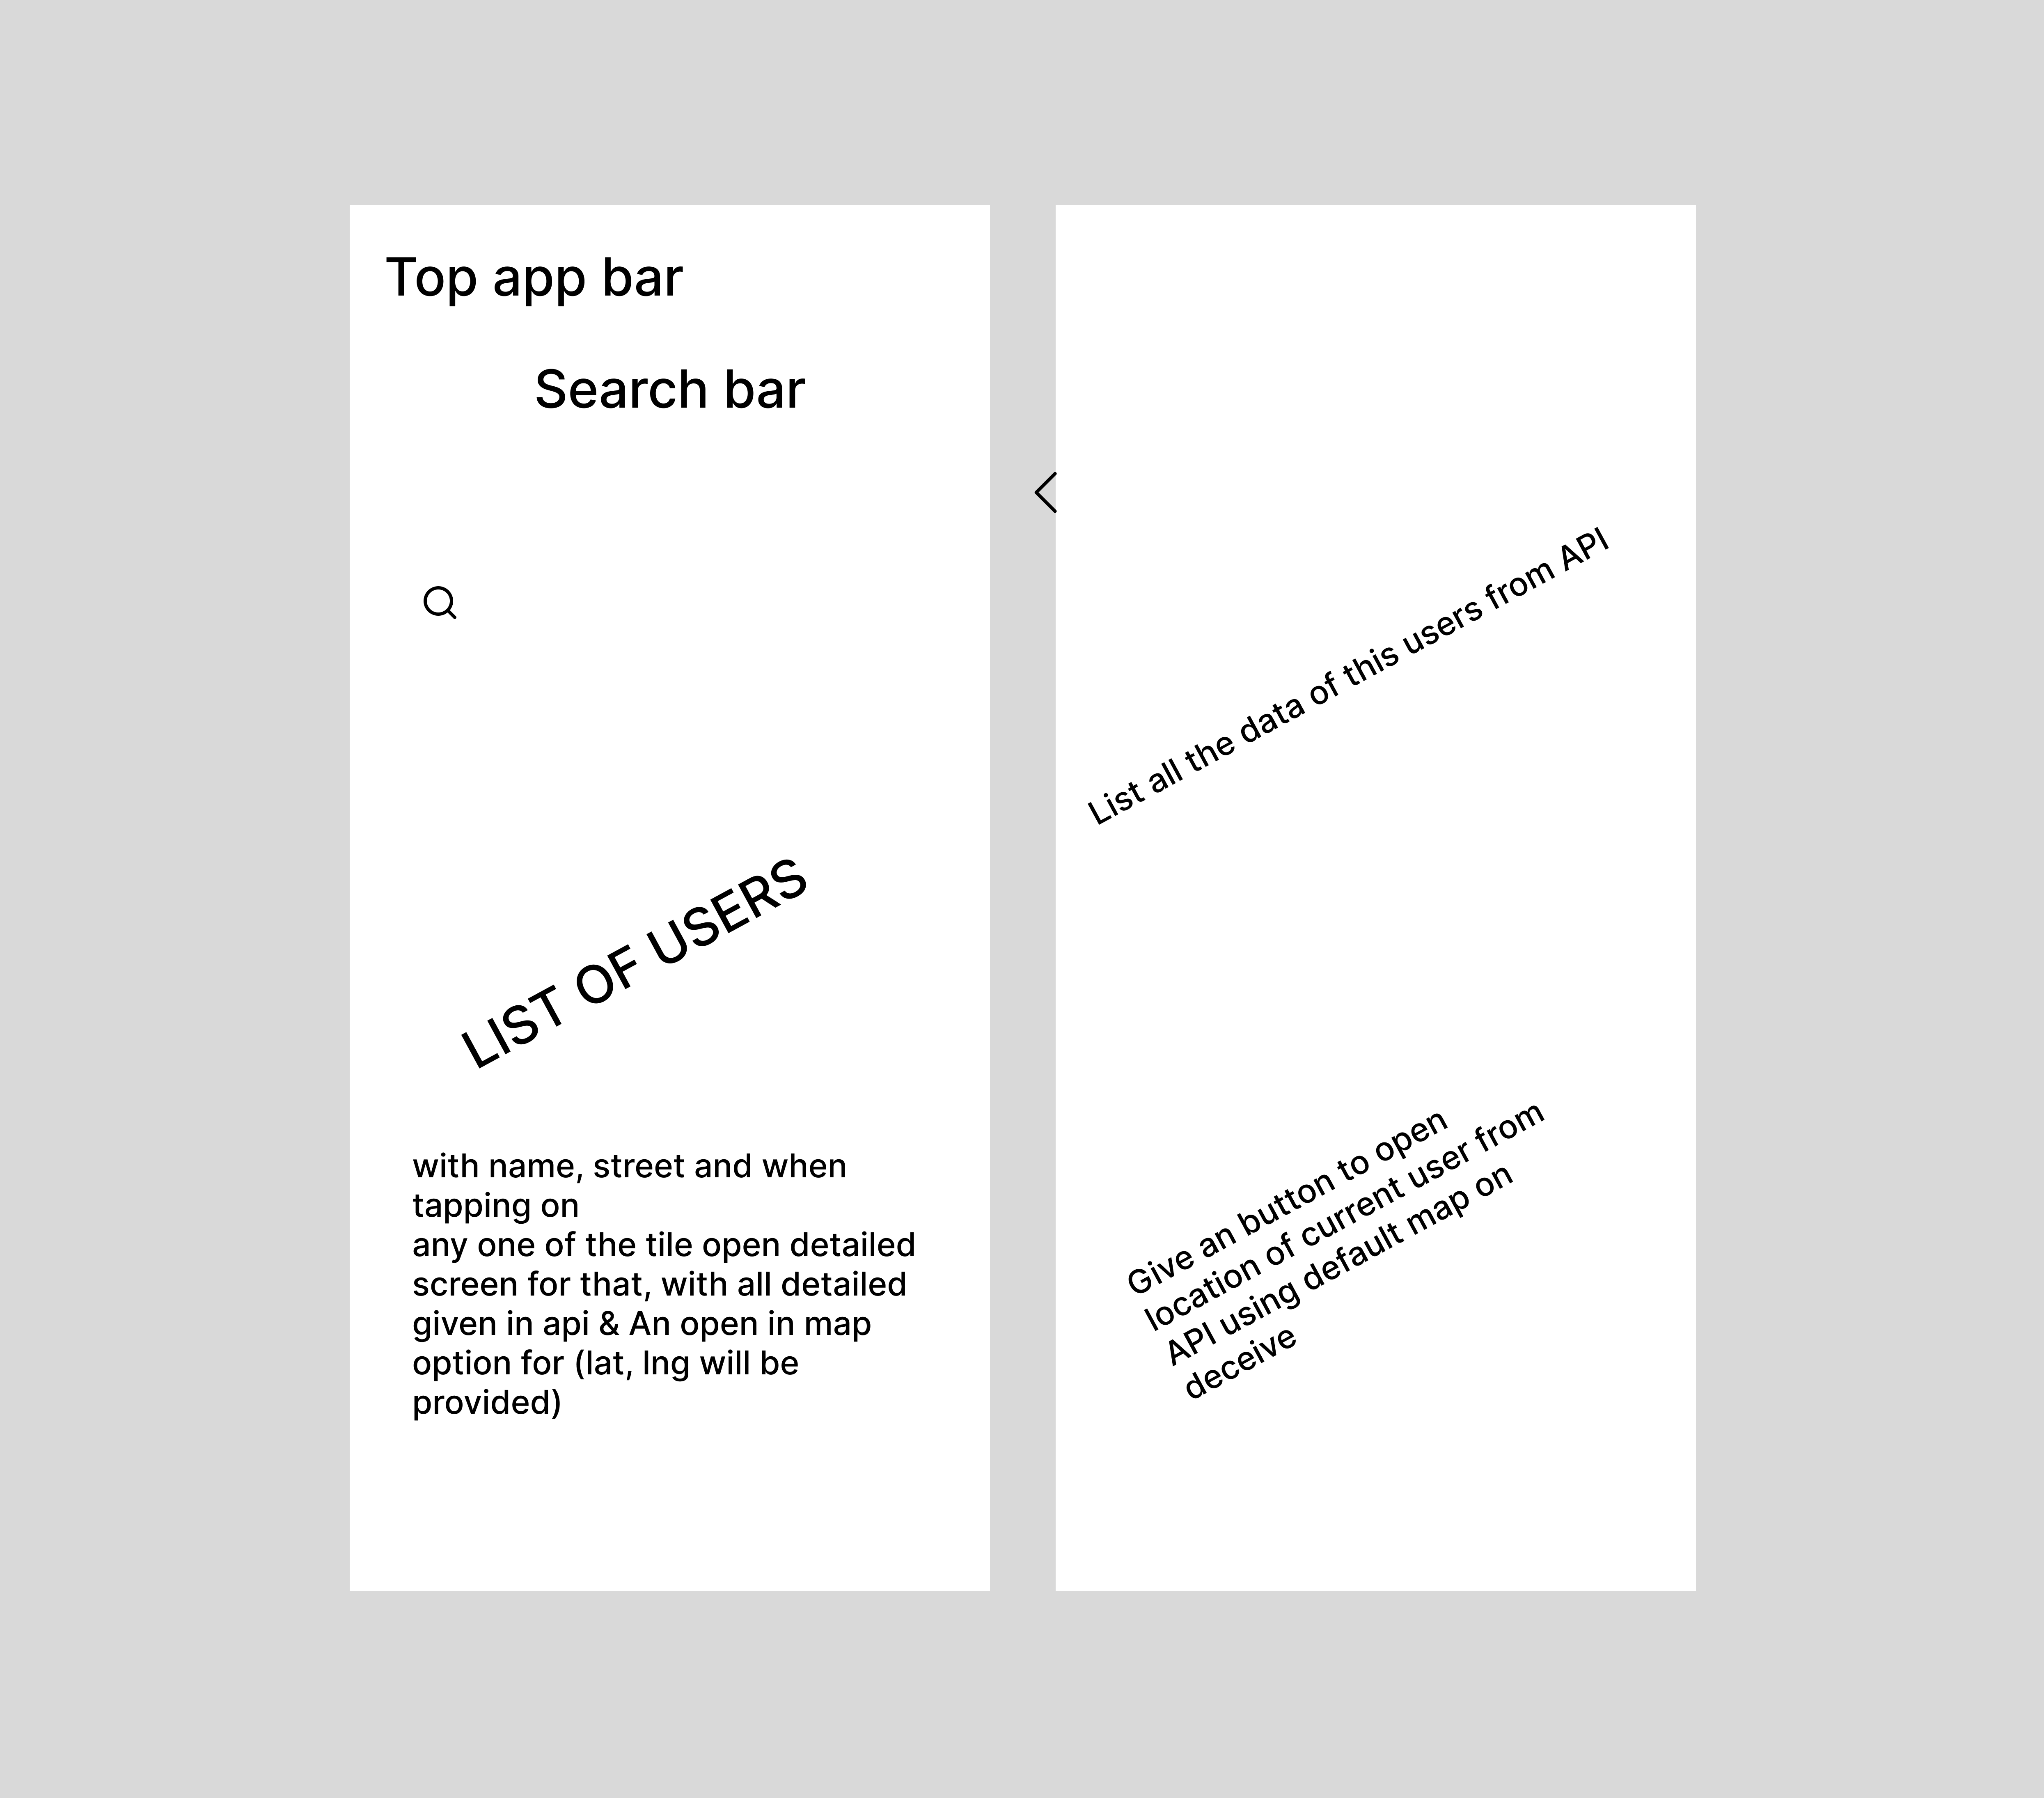 Top app bar
Search bar
LIST OF USERS
with name, street and when
tapping on
any one of the tile open detailed
screen for that, with all detailed
given in api & An open in map
option for (lat, lng will be
provided)
List all the data of this users from API
Give an button to open
location of current user from
API using default map on
deceive